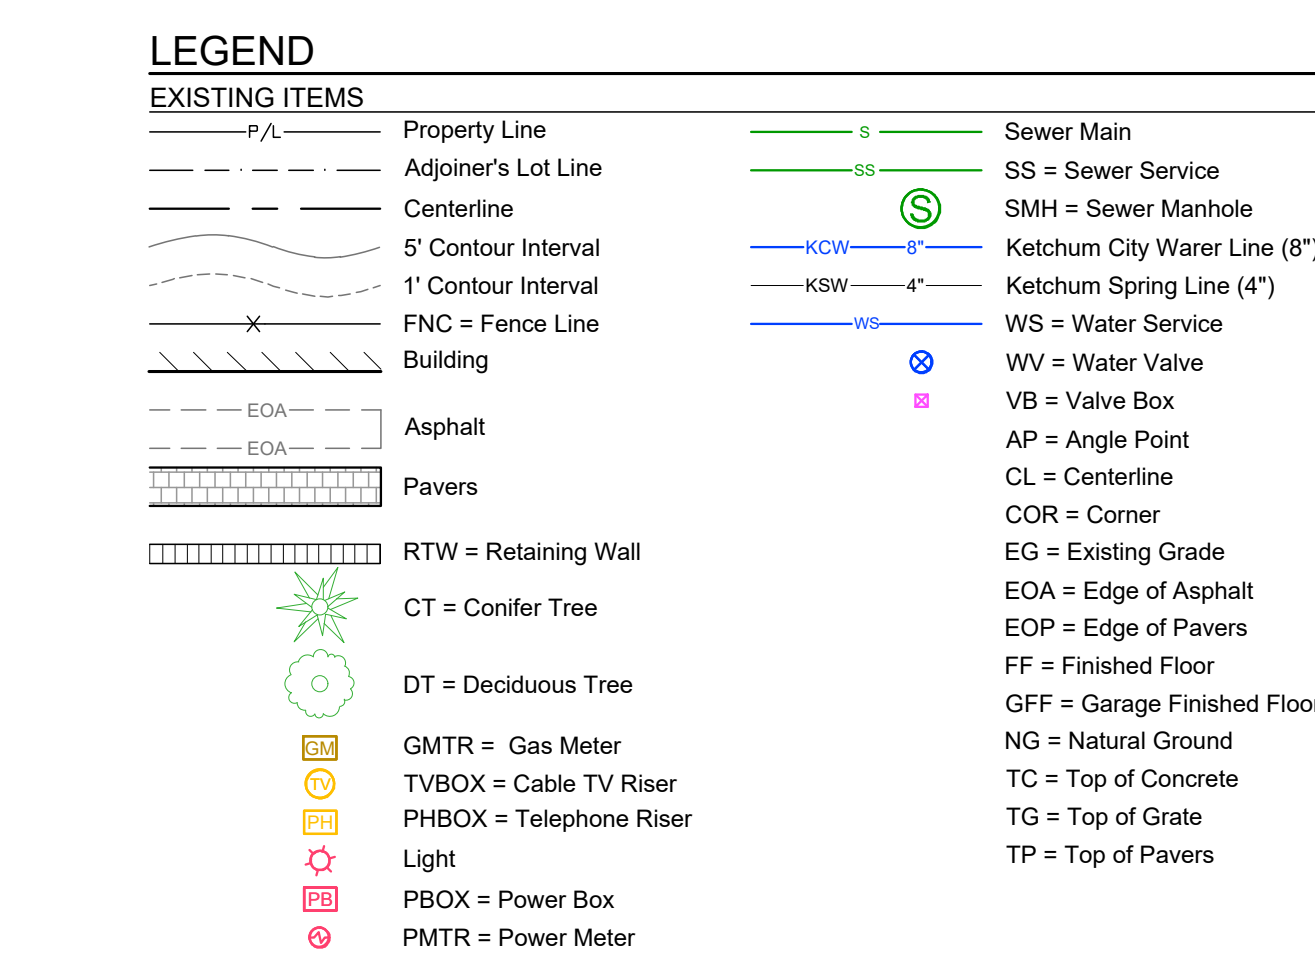 LEGEND
EXISTING ITEMS
P/L Property Line
Adjoiner's Lot Line
Centerline
5' Contour Interval
1' Contour Interval
X FNC = Fence Line
Building
EOA
Asphalt
EOA
Pavers
RTW = Retaining Wall
CT = Conifer Tree
DT = Deciduous Tree
GM GMTR = Gas Meter
TV TVBOX = Cable TV Riser
PH PHBOX = Telephone Riser
Light
PB PBOX = Power Box
PMTR = Power Meter
S Sewer Main
SS SS = Sewer Service
S SMH = Sewer Manhole
KCW 8" Ketchum City Warer Line (8")
KSW 4" Ketchum Spring Line (4")
WS WS = Water Service
WV = Water Valve
VB = Valve Box
AP = Angle Point
CL = Centerline
COR = Corner
EG = Existing Grade
EOA = Edge of Asphalt
EOP = Edge of Pavers
FF = Finished Floor
GFF = Garage Finished Floor
NG = Natural Ground
TC = Top of Concrete
TG = Top of Grate
TP = Top of Pavers